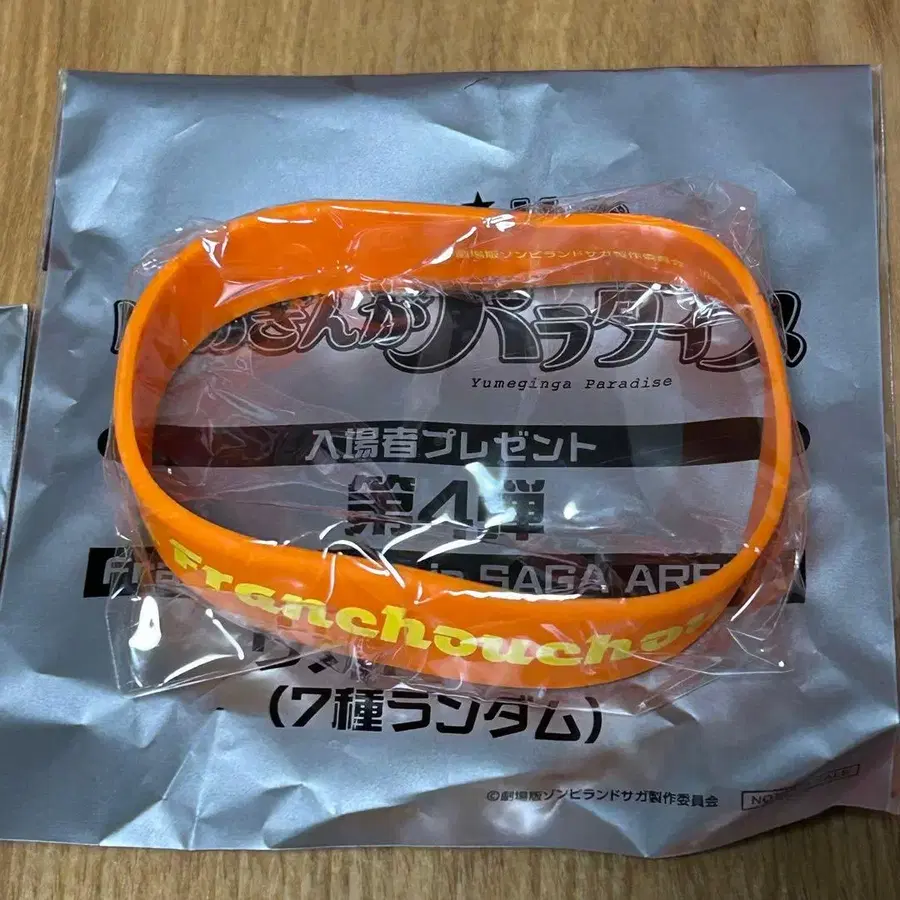 劇場版ゾンビランドサガ製作委員会
ゆめぎんがパラダイス
Yumeginga Paradise
入場者プレゼント
第4弾
SAGA ARE
Franchouchou
(7種ランダム)
©劇場版ゾンビランドサガ製作委員会